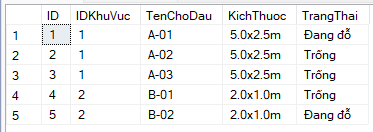 ID IDKhuVuc TenChoDau KichThuoc TrangThai
1 1 1 A-01 5.0x2.5m Đang đỗ
2 2 1 A-02 5.0x2.5m Trống
3 3 1 A-03 5.0x2.5m Trống
4 4 2 B-01 2.0x1.0m Trống
5 5 2 B-02 2.0x1.0m Đang đỗ